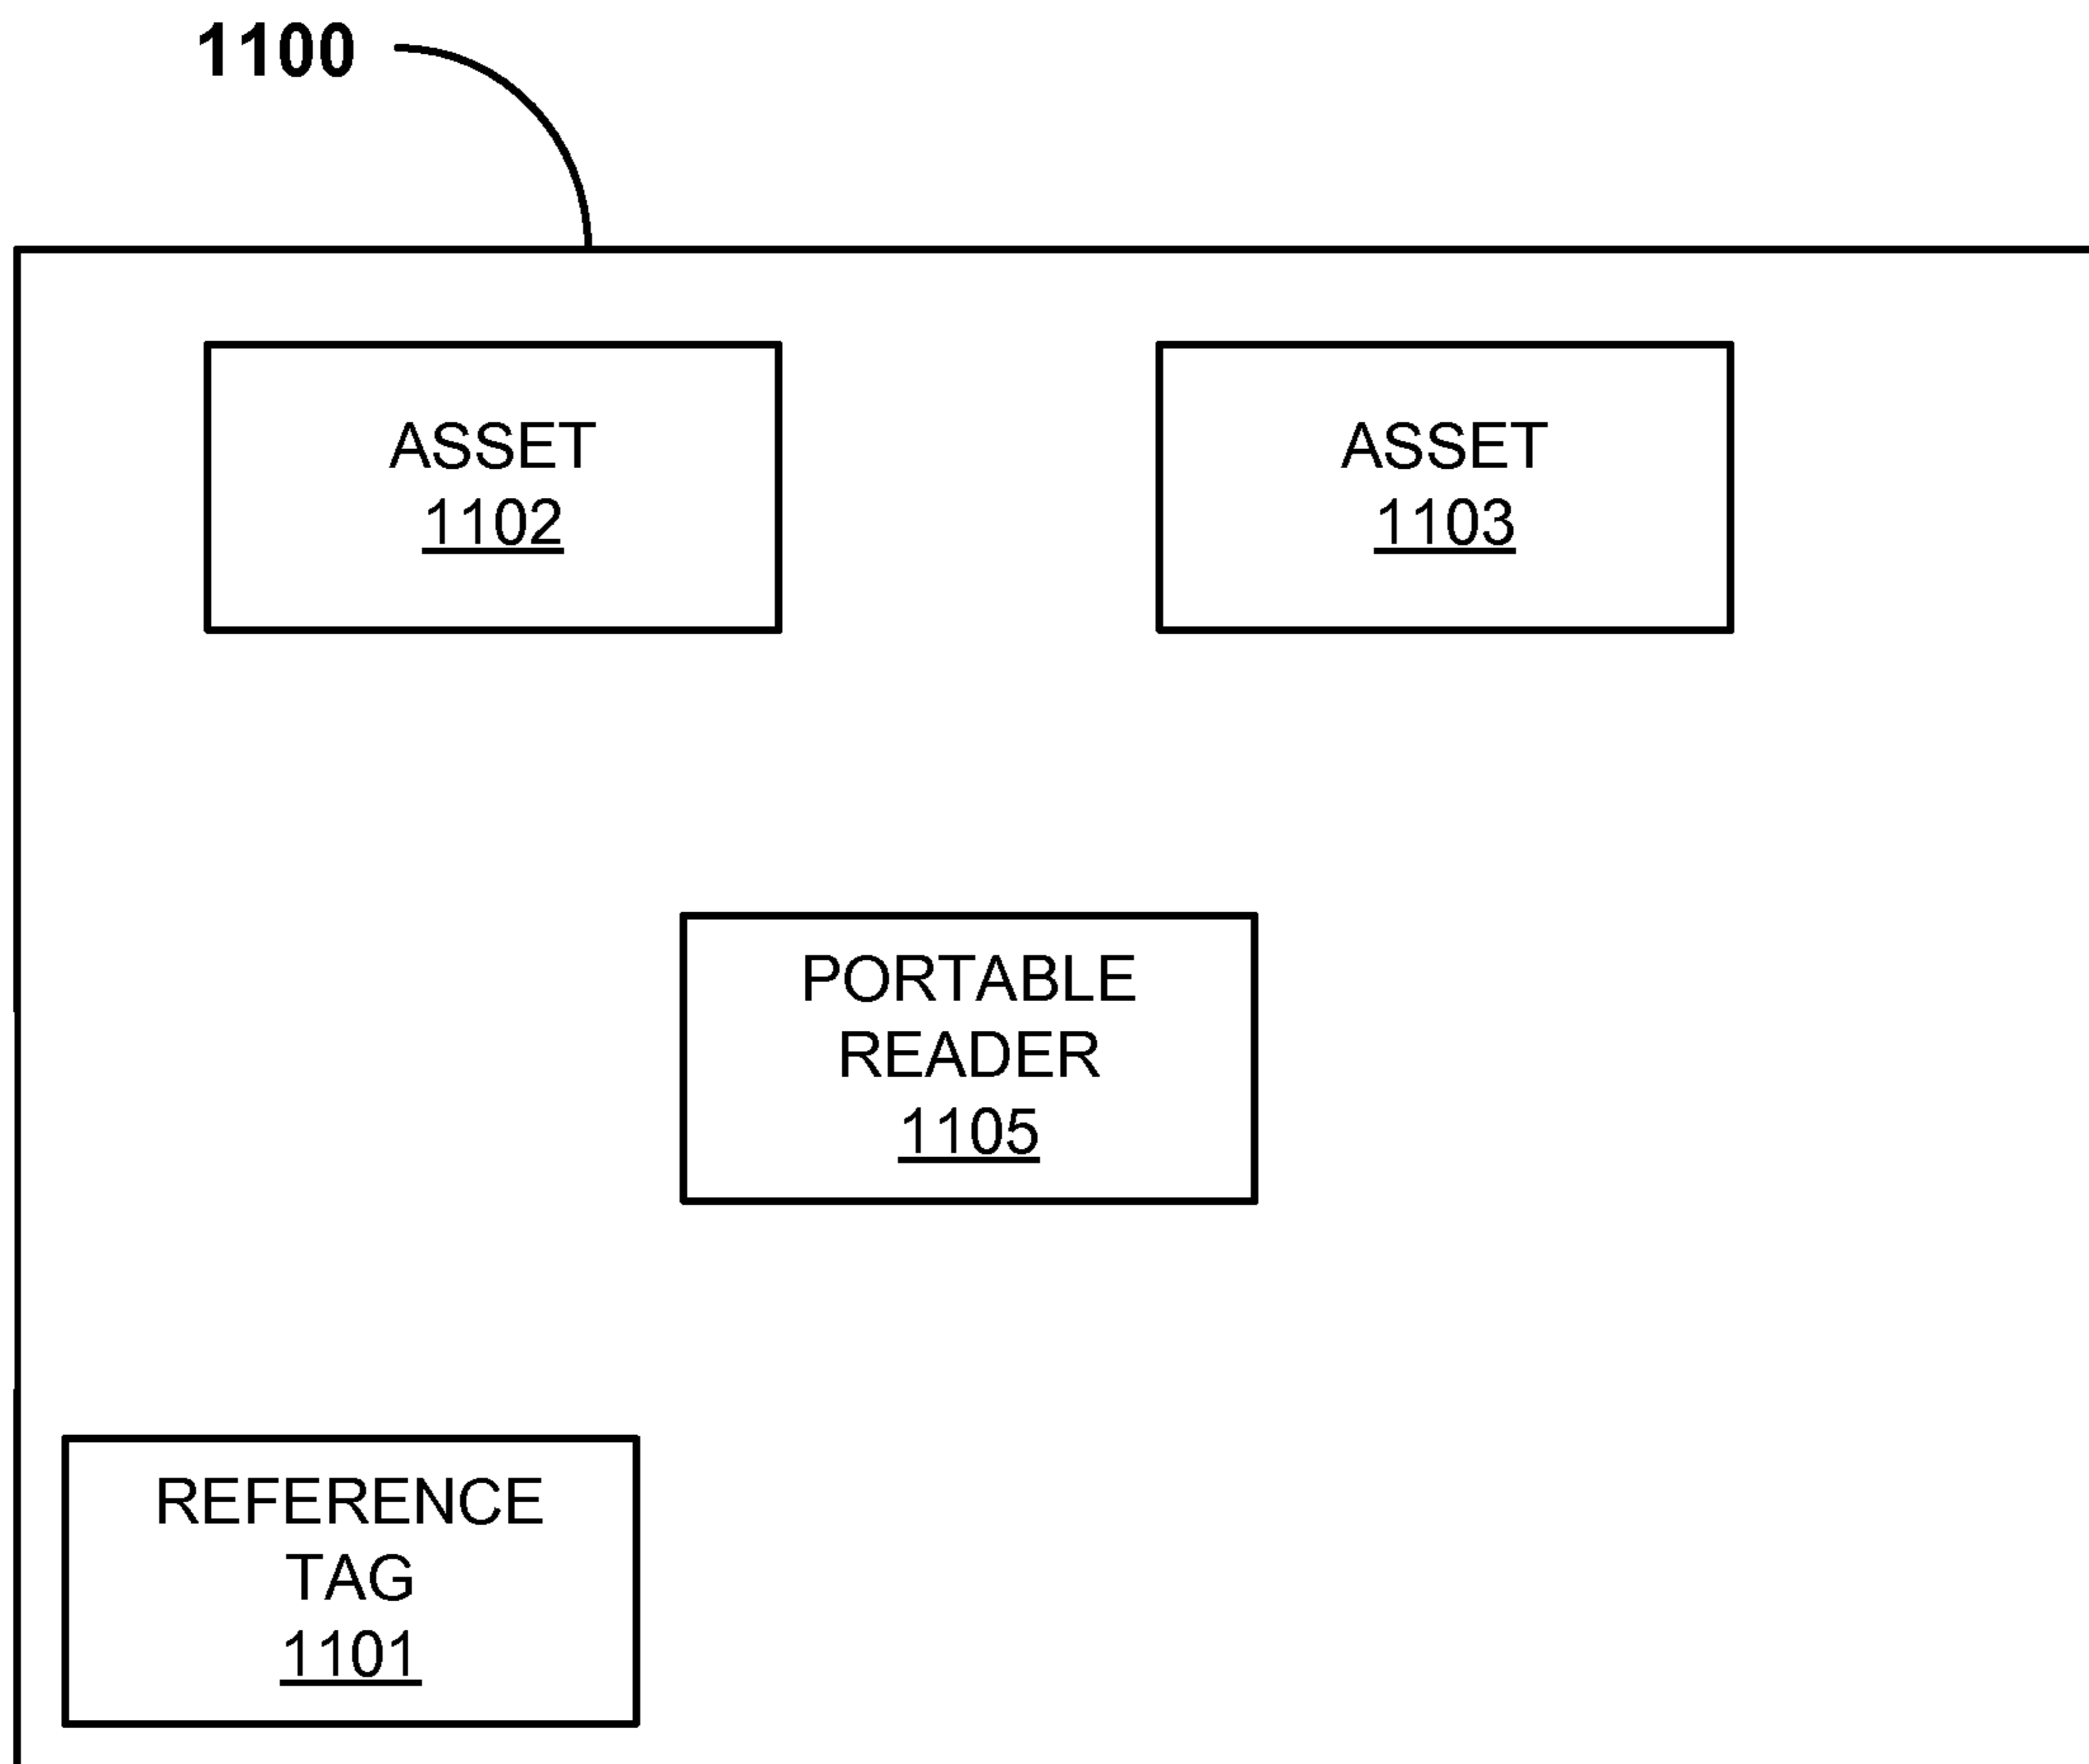 1100
ASSET
1102
ASSET
1103
PORTABLE
READER
1105
REFERENCE
TAG
1101